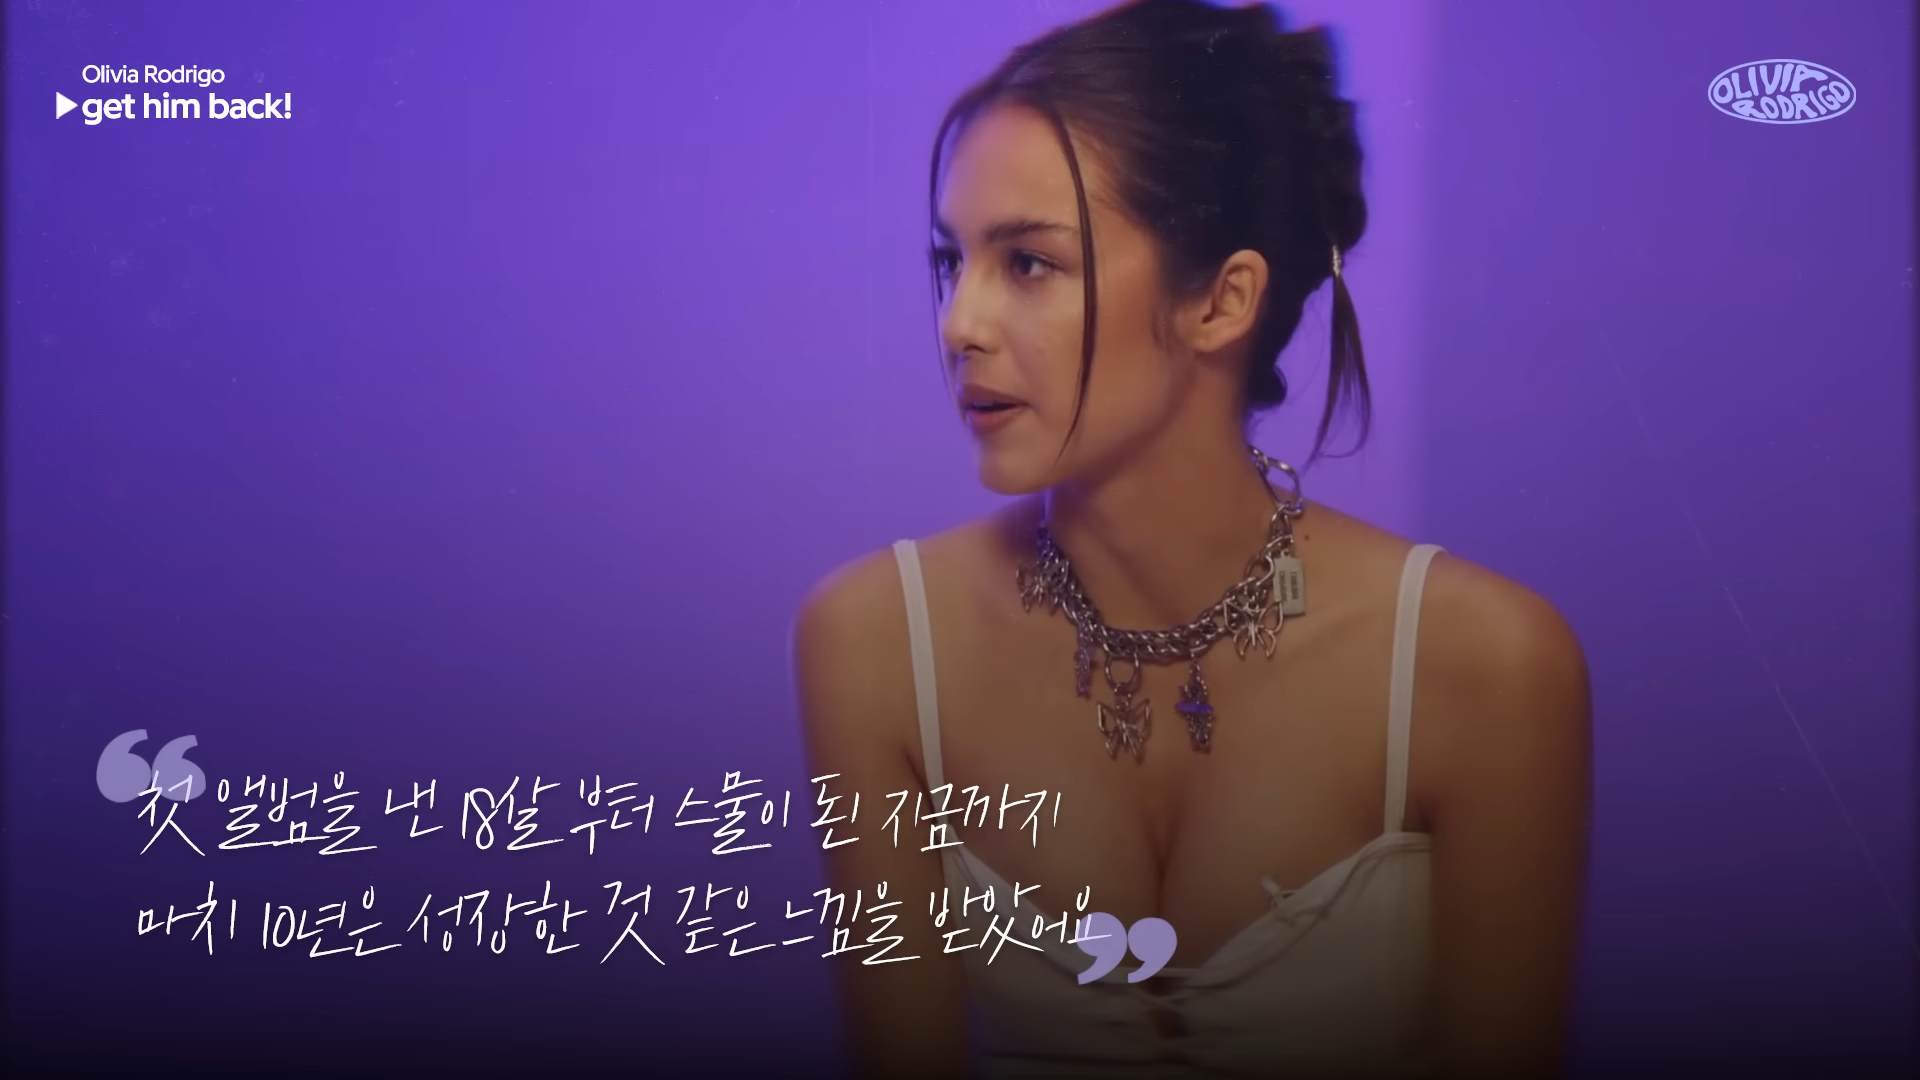 Olivia Rodrigo
▶get him back!
OLIVIA
RODRIGO
“첫 앨범을 낸 18살 부터 스물이 된 지금까지
마치 10년은 성장한 것 같은 느낌을 받았어요”